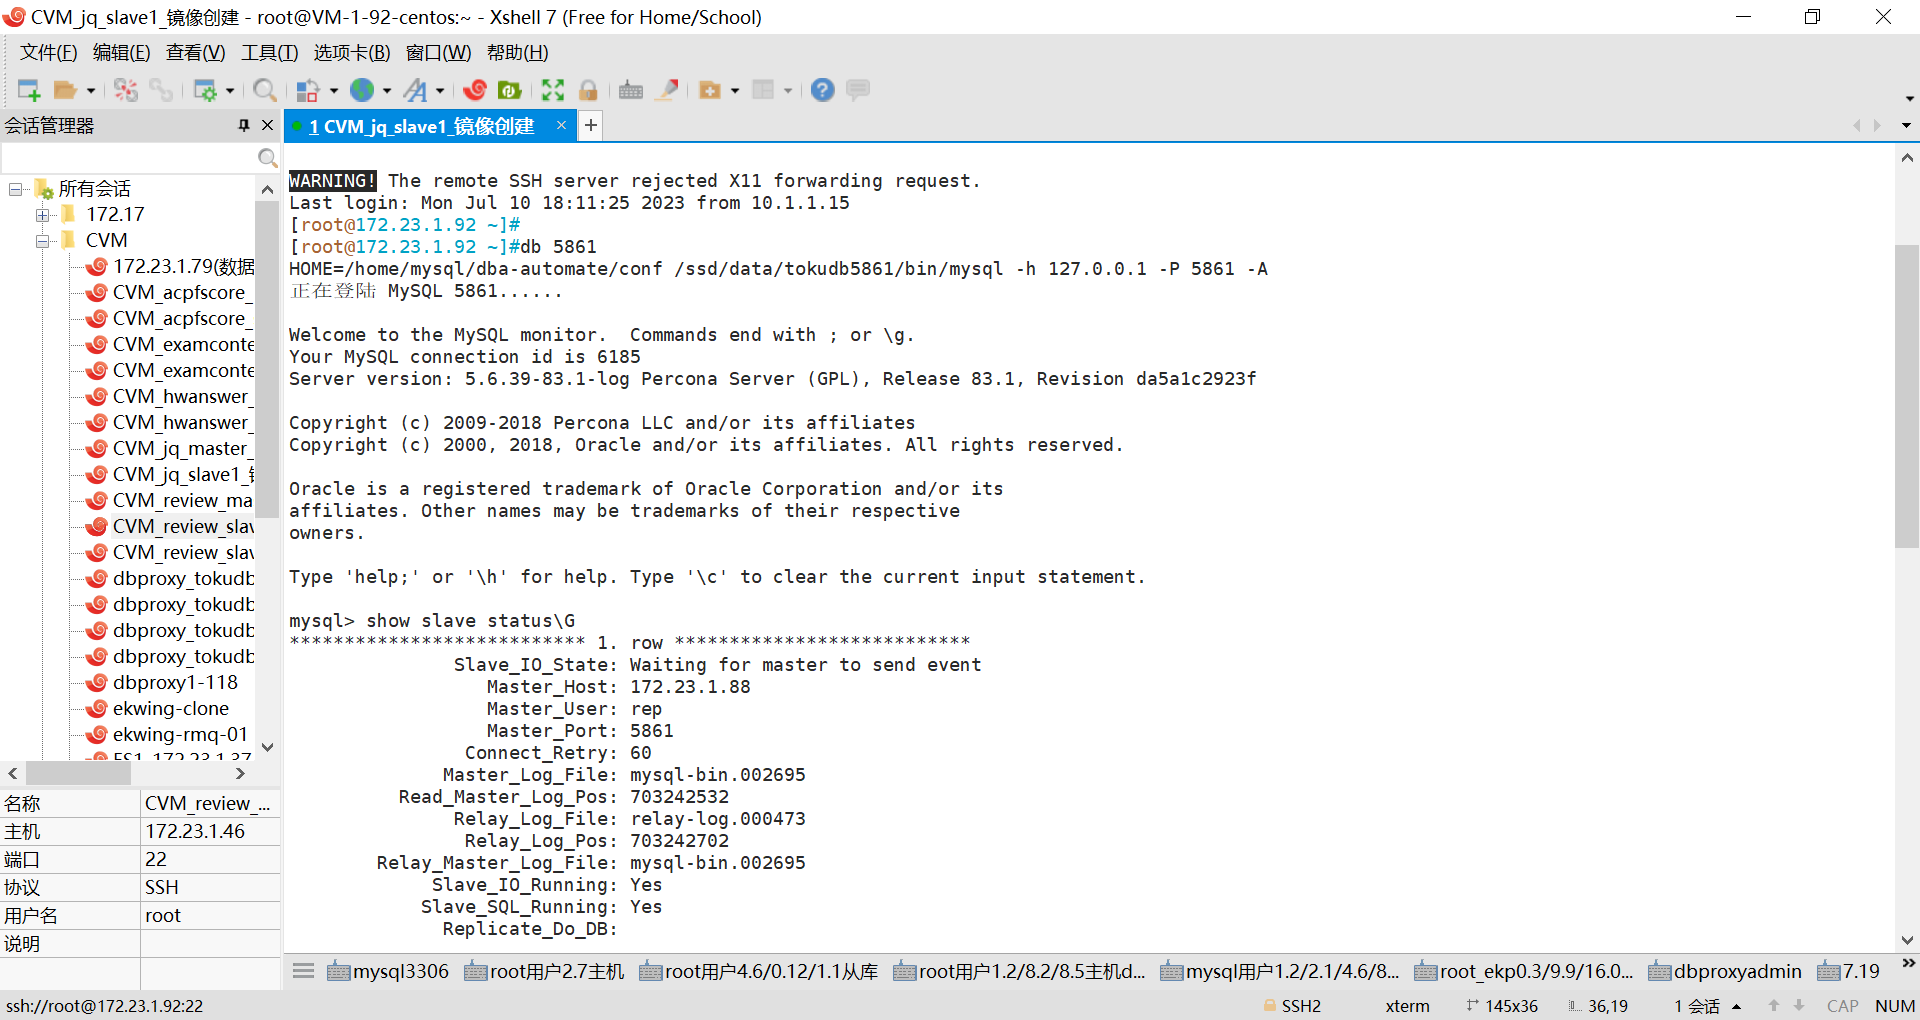 CVM_jq_slave1_镜像创建 - root@VM-1-92-centos:~ - Xshell 7 (Free for Home/School)
文件(F) 编辑(E) 查看(V) 工具(T) 选项卡(B) 窗口(W) 帮助(H)
会话管理器
1 CVM_jq_slave1_镜像创建
所有会话
172.17
CVM
172.23.1.79(数据
CVM_acpfscore_
CVM_acpfscore_
CVM_examconte
CVM_examconte
CVM_hwanswer_
CVM_hwanswer_
CVM_jq_master_
CVM_jq_slave1_
CVM_review_ma
CVM_review_slav
CVM_review_slav
dbproxy_tokudb
dbproxy_tokudb
dbproxy_tokudb
dbproxy_tokudb
dbproxy1-118
ekwing-clone
ekwing-rmq-01
ES1_172.23.1.37
名称 CVM_review_...
主机 172.23.1.46
端口 22
协议 SSH
用户名 root
说明
WARNING! The remote SSH server rejected X11 forwarding request.
Last login: Mon Jul 10 18:11:25 2023 from 10.1.1.15
[root@172.23.1.92 ~]#
[root@172.23.1.92 ~]#db 5861
HOME=/home/mysql/dba-automate/conf /ssd/data/tokudb5861/bin/mysql -h 127.0.0.1 -P 5861 -A
正在登陆 MySQL 5861......
Welcome to the MySQL monitor.  Commands end with ; or \g.
Your MySQL connection id is 6185
Server version: 5.6.39-83.1-log Percona Server (GPL), Release 83.1, Revision da5a1c2923f
Copyright (c) 2009-2018 Percona LLC and/or its affiliates
Copyright (c) 2000, 2018, Oracle and/or its affiliates. All rights reserved.
Oracle is a registered trademark of Oracle Corporation and/or its
affiliates. Other names may be trademarks of their respective
owners.
Type 'help;' or '\h' for help. Type '\c' to clear the current input statement.
mysql> show slave status\G
*************************** 1. row ***************************
Slave_IO_State: Waiting for master to send event
Master_Host: 172.23.1.88
Master_User: rep
Master_Port: 5861
Connect_Retry: 60
Master_Log_File: mysql-bin.002695
Read_Master_Log_Pos: 703242532
Relay_Log_File: relay-log.000473
Relay_Log_Pos: 703242702
Relay_Master_Log_File: mysql-bin.002695
Slave_IO_Running: Yes
Slave_SQL_Running: Yes
Replicate_Do_DB:
mysql3306 root用户2.7主机 root用户4.6/0.12/1.1从库 root用户1.2/8.2/8.5主机d... mysql用户1.2/2.1/4.6/8... root_ekp0.3/9.9/16.0... dbproxyadmin 7.19
ssh://root@172.23.1.92:22 SSH2 xterm 145x36 36,19 1 会话 CAP NUM